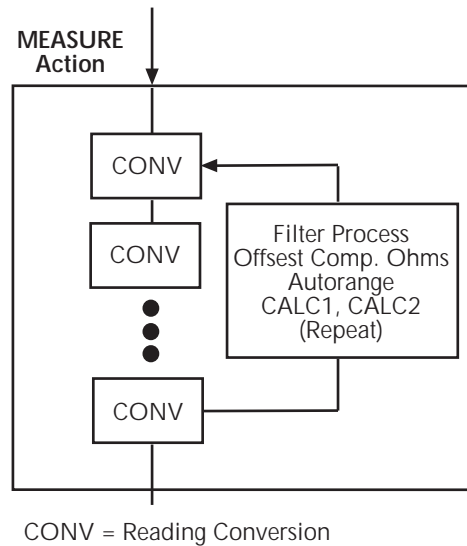 MEASURE
Action
CONV
CONV
CONV
Filter Process
Offsest Comp. Ohms
Autorange
CALC1, CALC2
(Repeat)
CONV = Reading Conversion